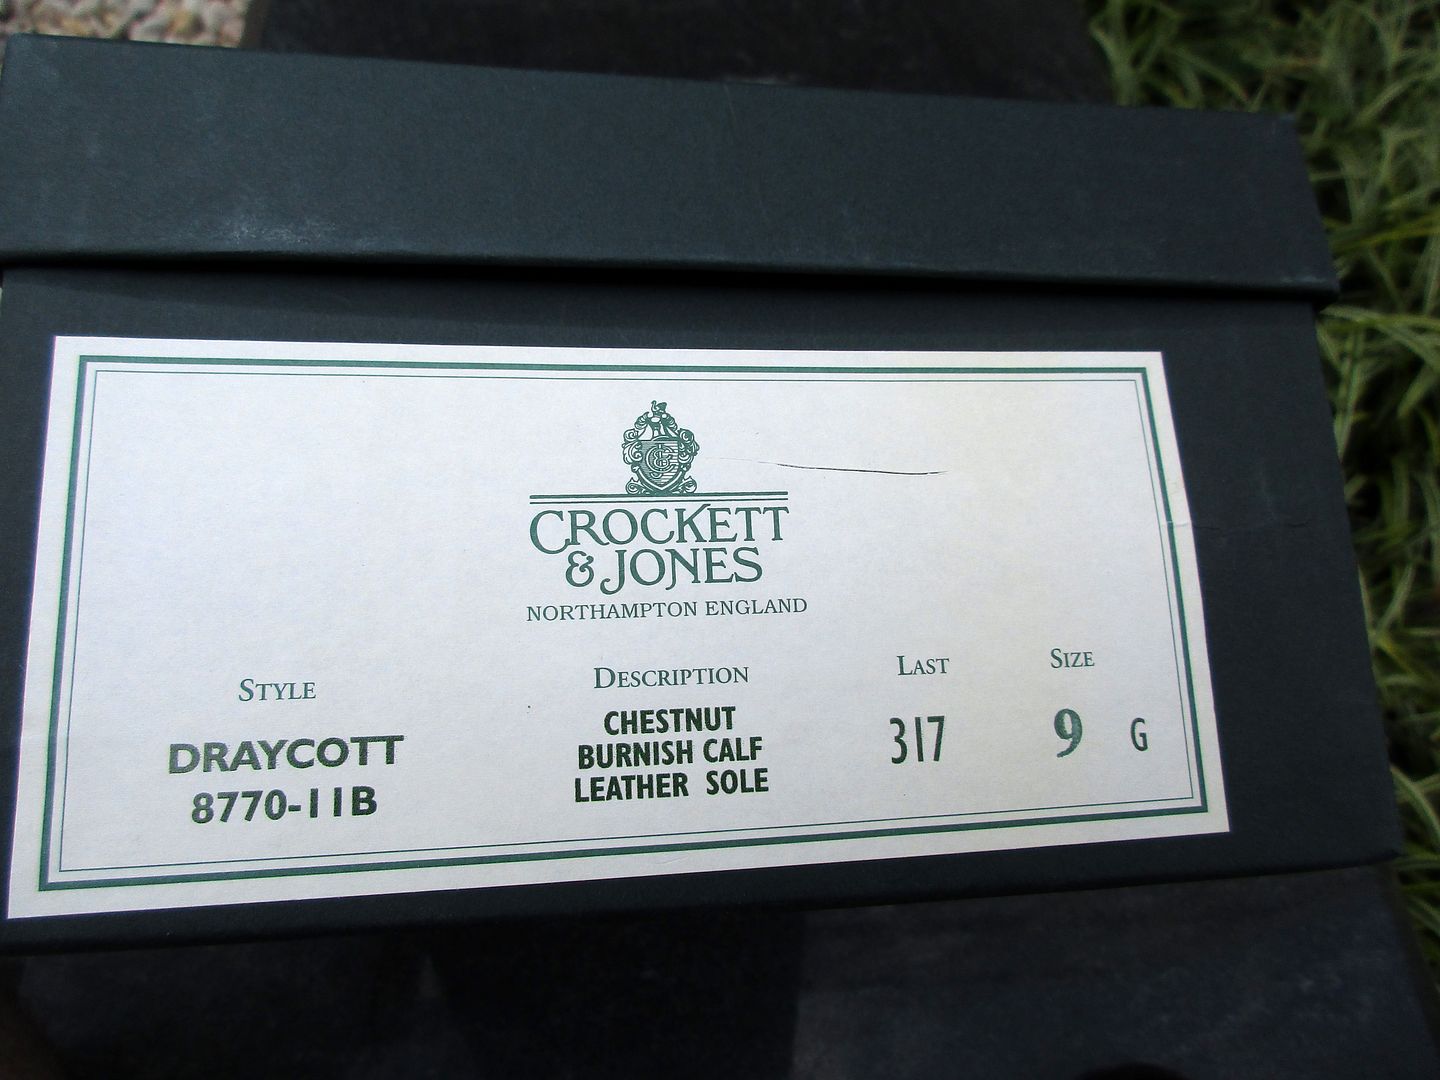 CROCKETT
& JONES
NORTHAMPTON ENGLAND
STYLE
DRAYCOTT
8770-11B
DESCRIPTION
CHESTNUT
BURNISH CALF
LEATHER SOLE
LAST
317
SIZE
9 G